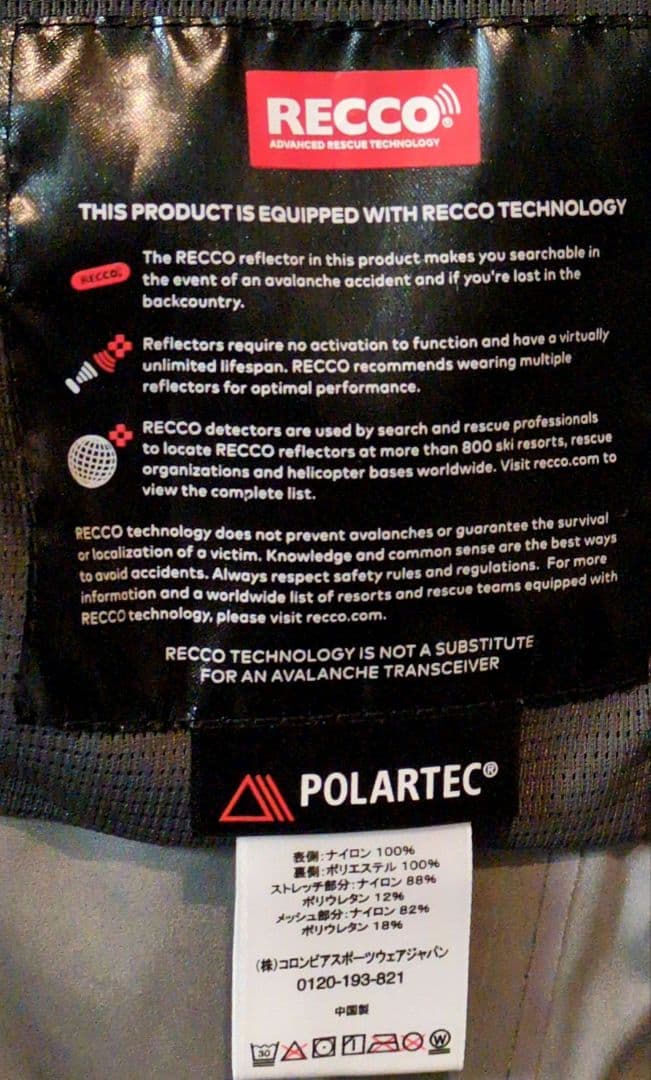 RECCO®
ADVANCED RESCUE TECHNOLOGY
THIS PRODUCT IS EQUIPPED WITH RECCO TECHNOLOGY
RECCO®
The RECCO reflector in this product makes you searchable in
the event of an avalanche accident and if you're lost in the
backcountry.
Reflectors require no activation to function and have a virtually
unlimited lifespan. RECCO recommends wearing multiple
reflectors for optimal performance.
RECCO detectors are used by search and rescue professionals
to locate RECCO reflectors at more than 800 ski resorts, rescue
organizations and helicopter bases worldwide. Visit recco.com to
view the complete list.
RECCO technology does not prevent avalanches or guarantee the survival
or localization of a victim. Knowledge and common sense are the best ways
to avoid accidents. Always respect safety rules and regulations. For more
information and a worldwide list of resorts and rescue teams equipped with
RECCO technology, please visit recco.com.
RECCO TECHNOLOGY IS NOT A SUBSTITUTE
FOR AN AVALANCHE TRANSCEIVER
POLARTEC®
表側:ナイロン 100%
裏側:ポリエステル 100%
ストレッチ部分:ナイロン 88%
ポリウレタン 12%
メッシュ部分:ナイロン 82%
ポリウレタン 18%
(株)コロンビアスポーツウェアジャパン
0120-193-821
中国製
30 W